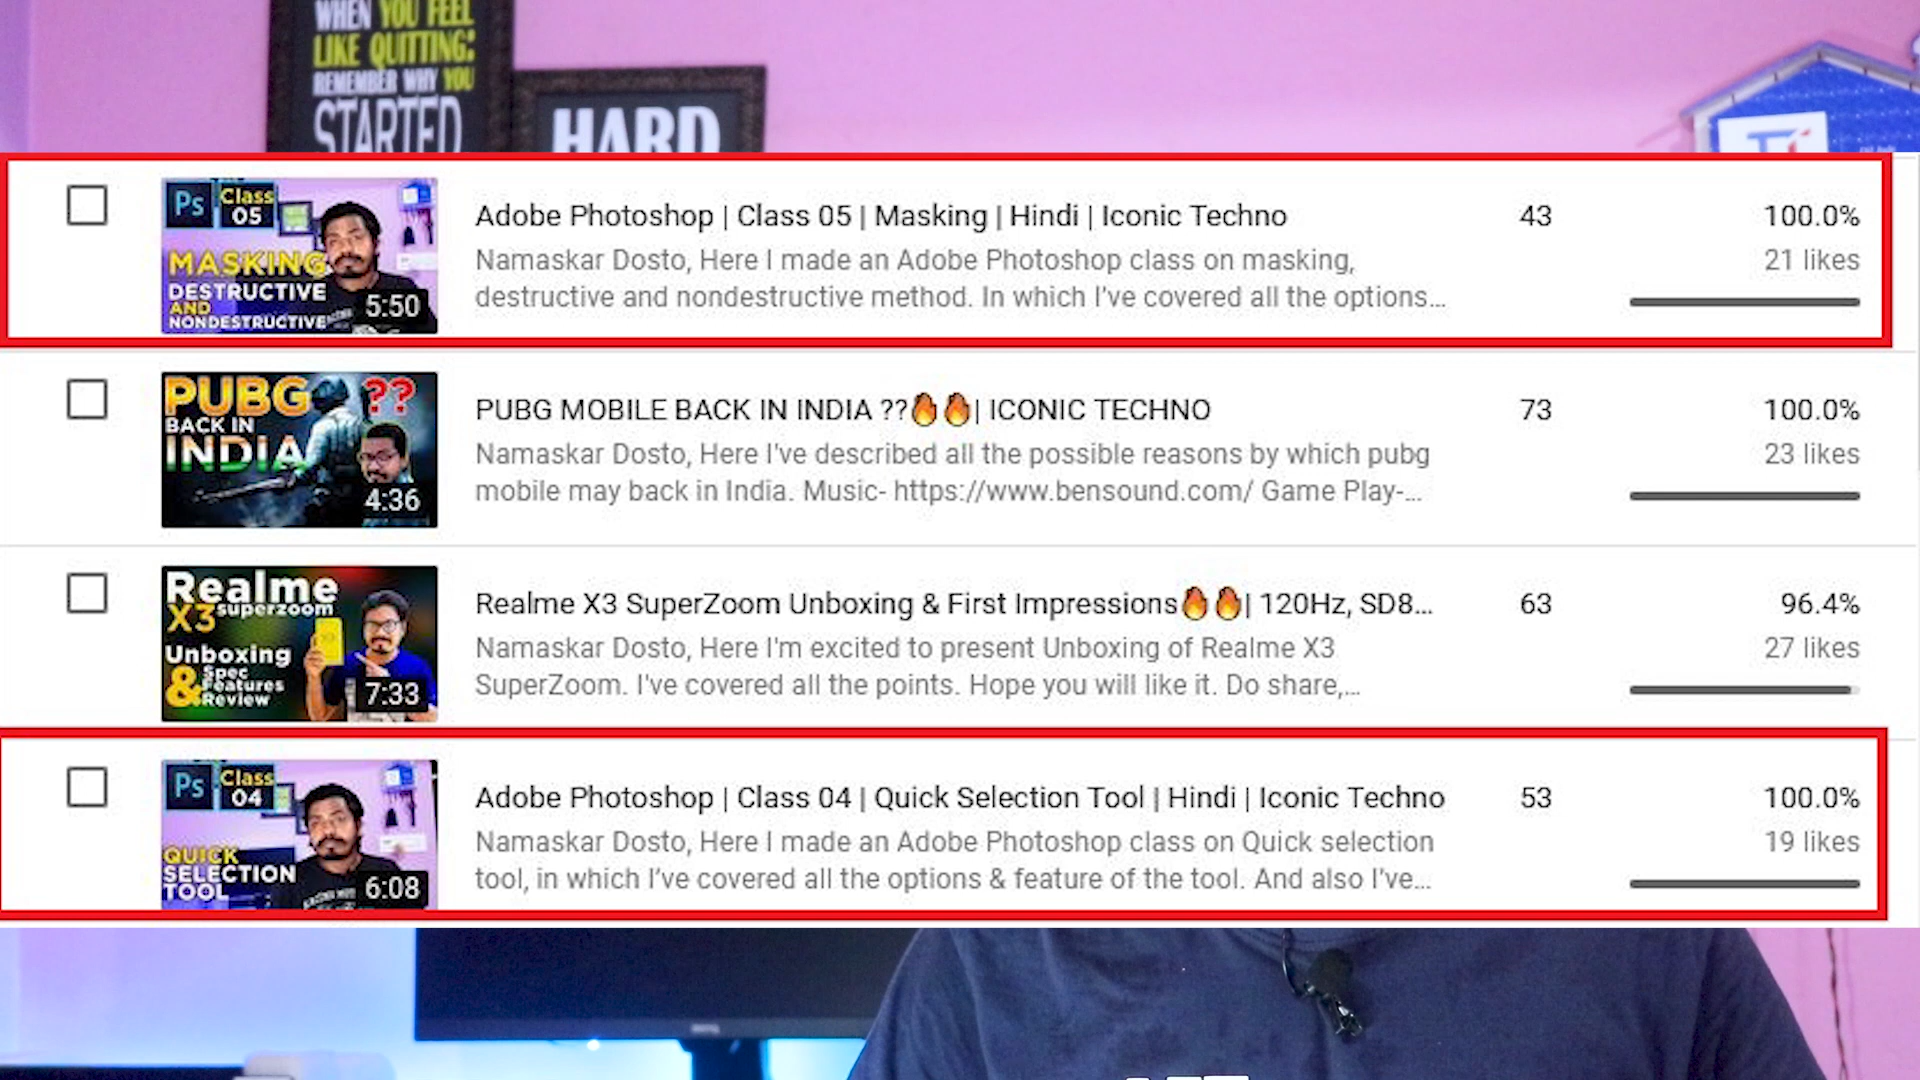 WHEN YOU FEEL
LIKE QUITTING:
REMEMBER WHY YOU
STARTED
HARD
Ps Class
05
MASKING
DESTRUCTIVE
AND
NONDESTRUCTIVE
5:50
Adobe Photoshop | Class 05 | Masking | Hindi | Iconic Techno
43
100.0%
Namaskar Dosto, Here I made an Adobe Photoshop class on masking,
21 likes
destructive and nondestructive method. In which I've covered all the options...
PUBG ??
BACK IN
INDIA
4:36
PUBG MOBILE BACK IN INDIA ??🔥🔥| ICONIC TECHNO
73
100.0%
Namaskar Dosto, Here I've described all the possible reasons by which pubg
23 likes
mobile may back in India. Music- https://www.bensound.com/ Game Play-...
Realme
X3 superzoom
Unboxing
& Spec
Features
Review
7:33
Realme X3 SuperZoom Unboxing & First Impressions🔥🔥| 120Hz, SD8...
63
96.4%
Namaskar Dosto, Here I'm excited to present Unboxing of Realme X3
27 likes
SuperZoom. I've covered all the points. Hope you will like it. Do share,...
Ps Class
04
QUICK
SELECTION
TOOL
6:08
Adobe Photoshop | Class 04 | Quick Selection Tool | Hindi | Iconic Techno
53
100.0%
Namaskar Dosto, Here I made an Adobe Photoshop class on Quick selection
19 likes
tool, in which I've covered all the options & feature of the tool. And also I've...